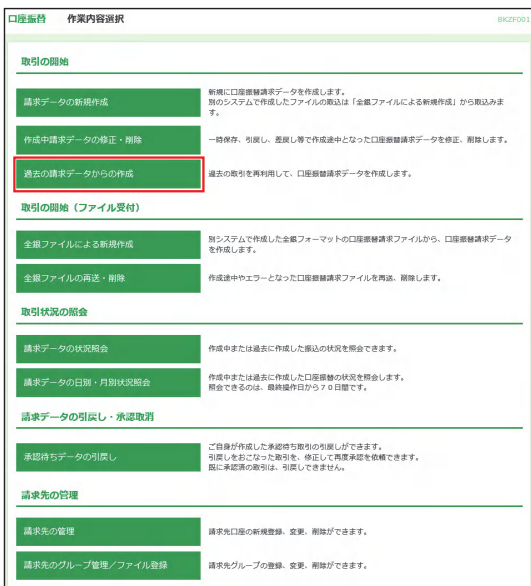 口座振替 作業内容選択 BKZF001
取引の開始
請求データの新規作成
新規に口座振替請求データを作成します。
別のシステムで作成したファイルの取込は「全銀ファイルによる新規作成」から取込みま
す。
作成中請求データの修正・削除
一時保存、引戻し、差戻し等で作成途中となった口座振替請求データを修正、削除します。
過去の請求データからの作成
過去の取引を再利用して、口座振替請求データを作成します。
取引の開始（ファイル受付）
全銀ファイルによる新規作成
別システムで作成した全銀フォーマットの口座振替請求ファイルから、口座振替請求データ
を作成します。
全銀ファイルの再送・削除
作成途中やエラーとなった口座振替請求ファイルを再送、削除します。
取引状況の照会
請求データの状況照会
作成中または過去に作成した振込の状況を照会できます。
請求データの日別・月別状況照会
作成中または過去に作成した口座振替の状況を照会します。
照会できるのは、最終操作日から７０日間です。
請求データの引戻し・承認取消
承認待ちデータの引戻し
ご自身が作成した承認待ち取引の引戻しができます。
引戻しをおこなった取引を、修正して再度承認を依頼できます。
既に承認済の取引は、引戻しできません。
請求先の管理
請求先の管理
請求先口座の新規登録、変更、削除ができます。
請求先のグループ管理／ファイル登録
請求先グループの登録、変更、削除ができます。